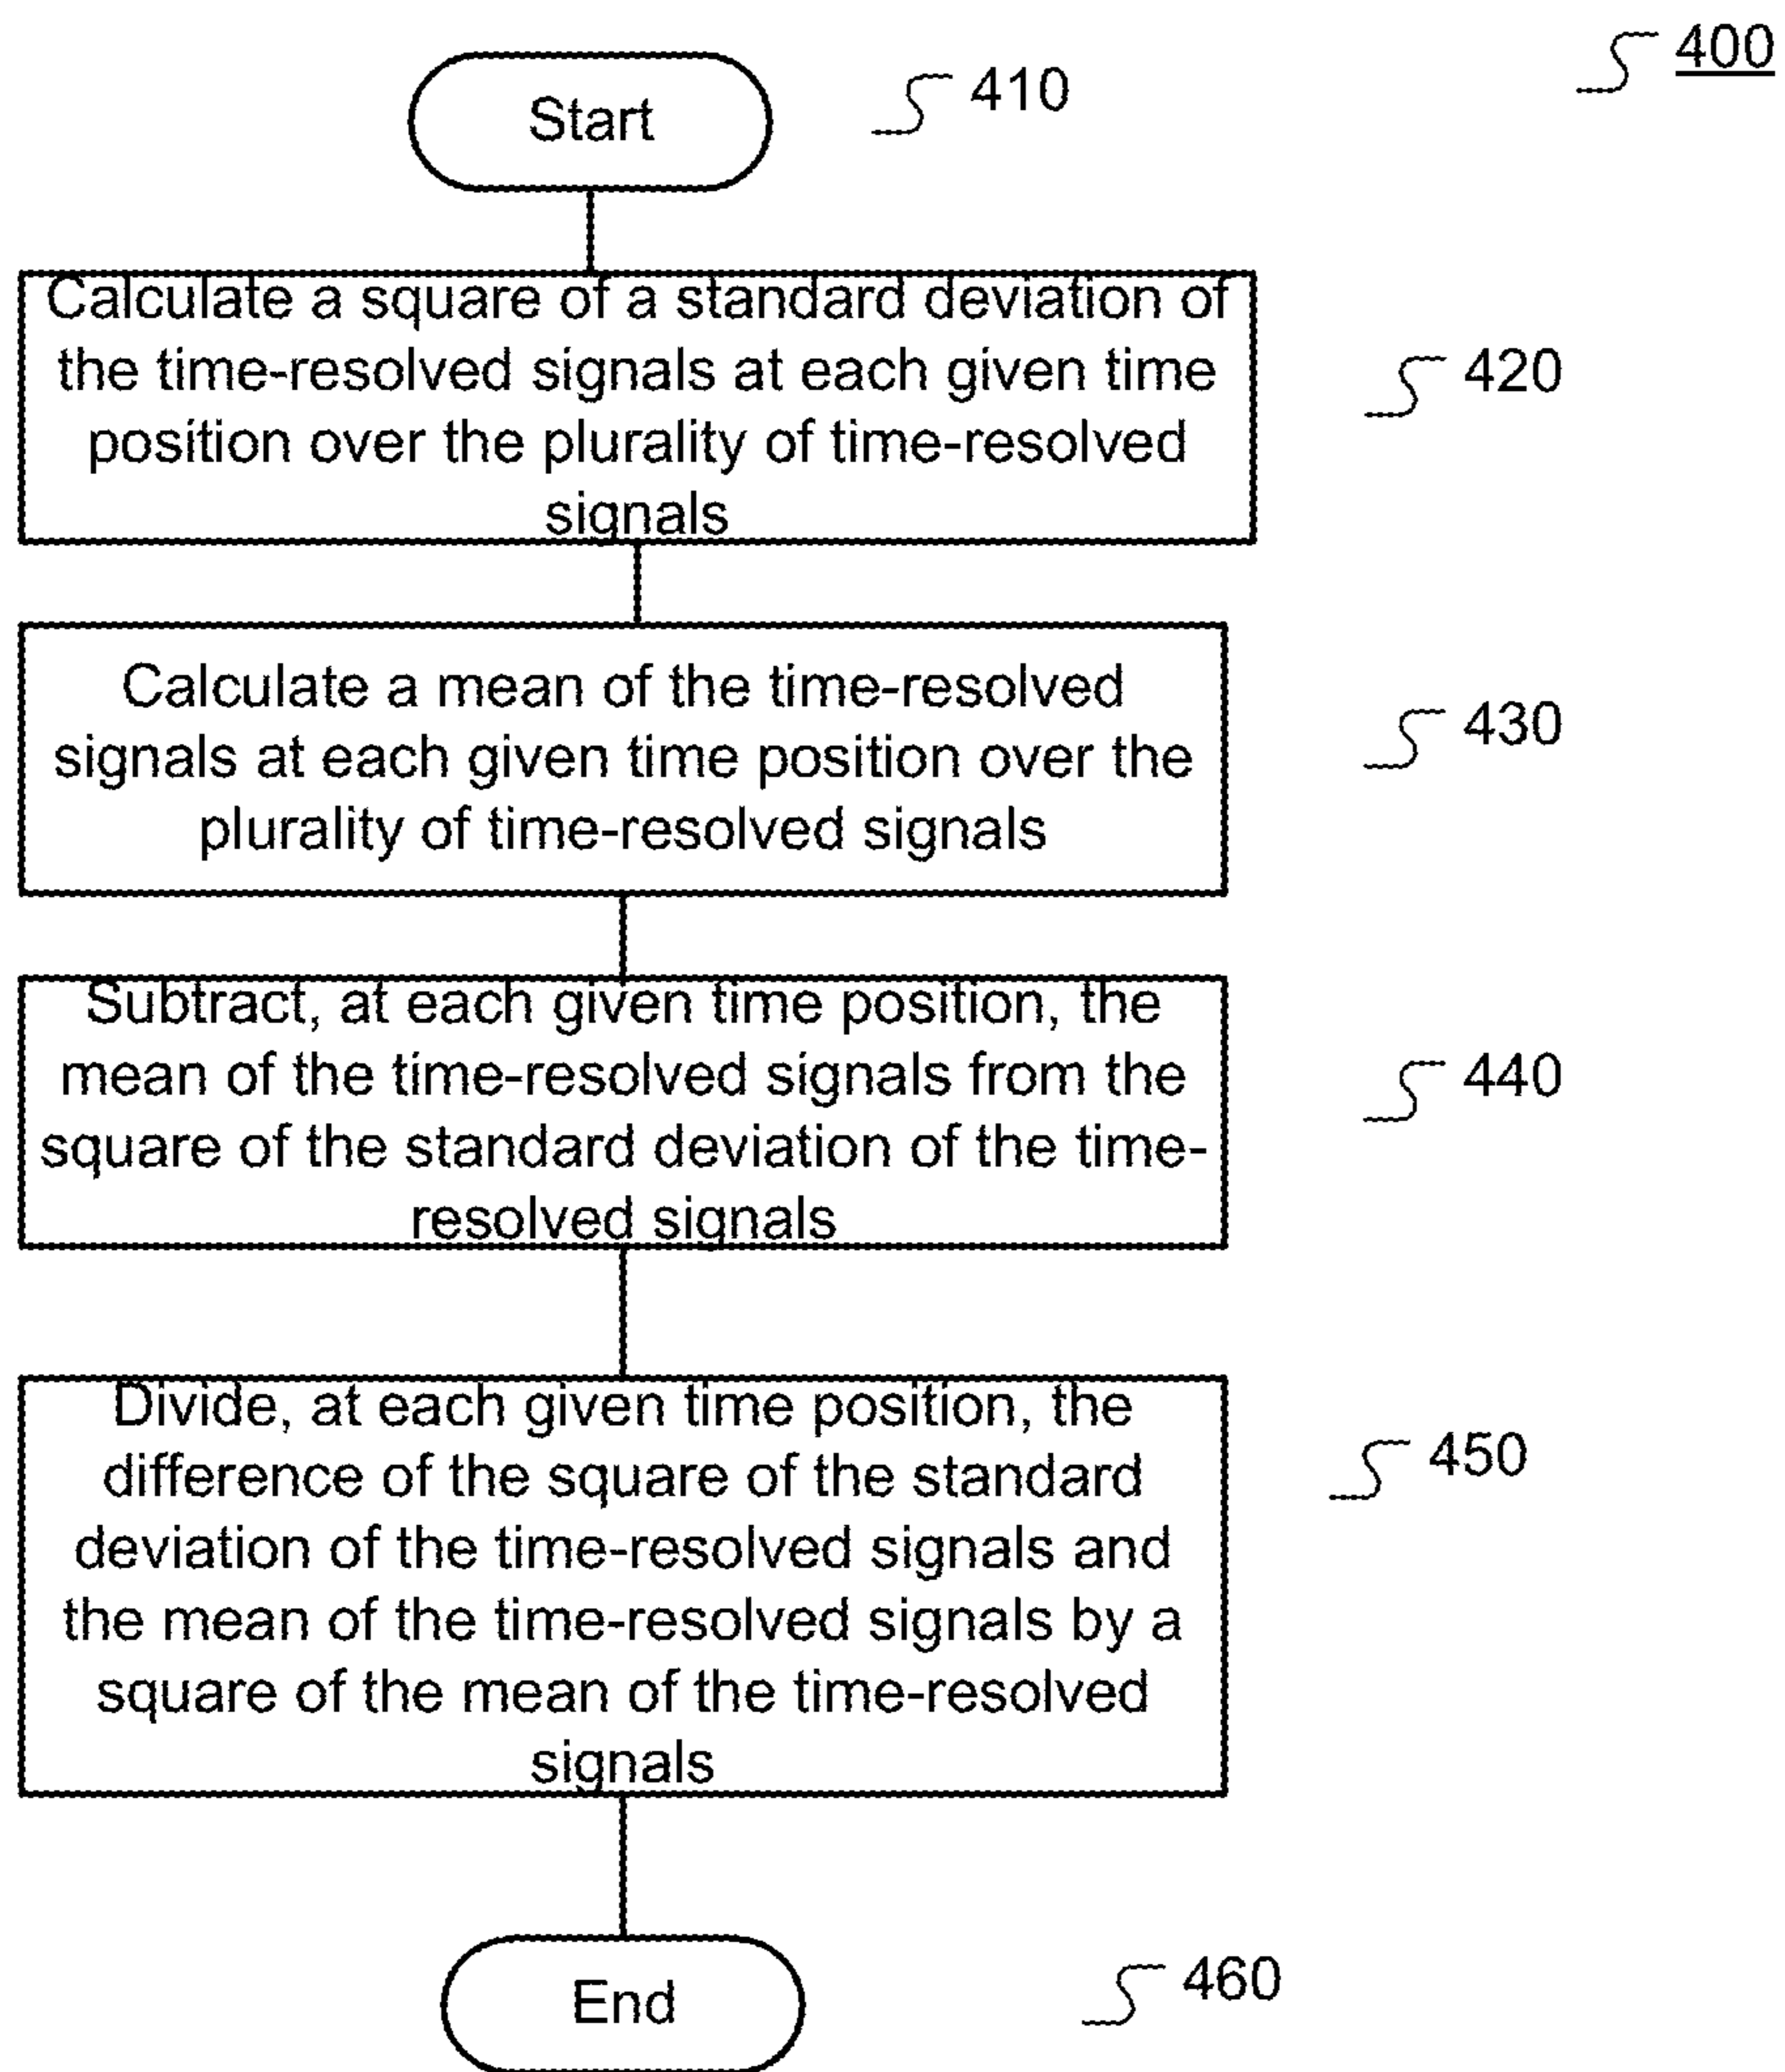 400
Start
410
Calculate a square of a standard deviation of
the time-resolved signals at each given time
position over the plurality of time-resolved
signals
420
Calculate a mean of the time-resolved
signals at each given time position over the
plurality of time-resolved signals
430
Subtract, at each given time position, the
mean of the time-resolved signals from the
square of the standard deviation of the time-
resolved signals
440
Divide, at each given time position, the
difference of the square of the standard
deviation of the time-resolved signals and
the mean of the time-resolved signals by a
square of the mean of the time-resolved
signals
450
End
460